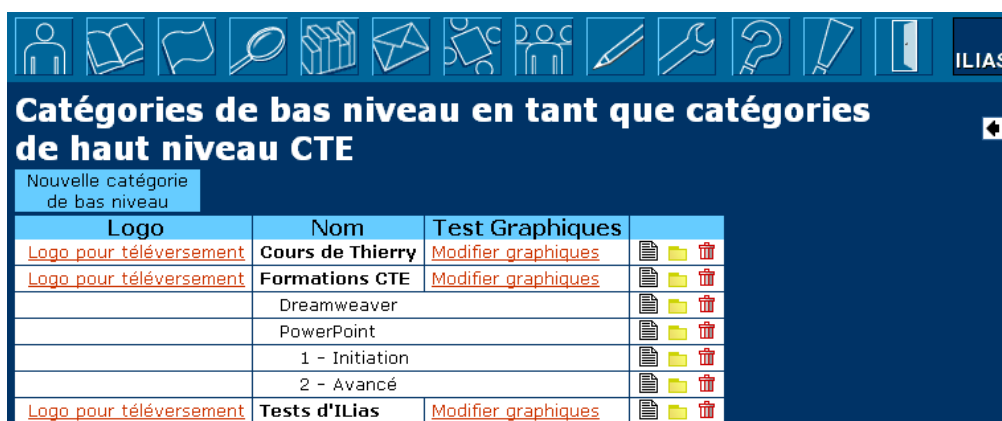 ILIAS
Catégories de bas niveau en tant que catégories
de haut niveau CTE
Nouvelle catégorie
de bas niveau
Logo Nom Test Graphiques
Logo pour téléversement Cours de Thierry Modifier graphiques
Logo pour téléversement Formations CTE Modifier graphiques
Dreamweaver
PowerPoint
1 - Initiation
2 - Avancé
Logo pour téléversement Tests d'ILias Modifier graphiques